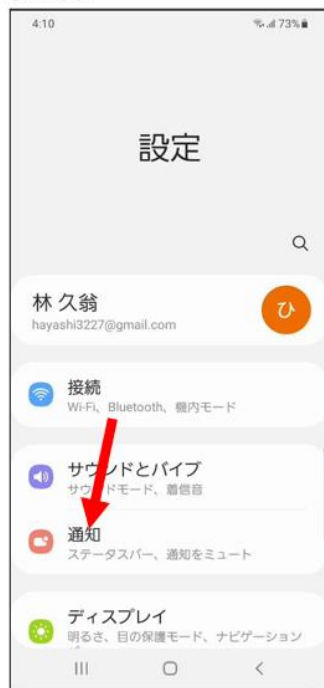 4:10 73%
設定
林 久翁
ひ
hayashi3227@gmail.com
接続
Wi-Fi、Bluetooth、機内モード
サウンドとバイブ
サウンドモード、着信音
通知
ステータスバー、通知をミュート
ディスプレイ
明るさ、目の保護モード、ナビゲーション